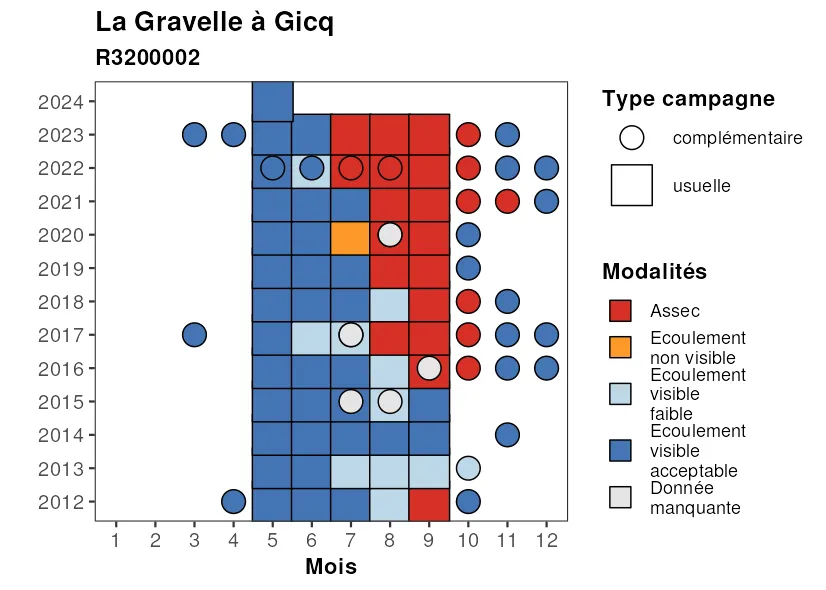 La Gravelle à Gicq
R3200002
2024
2023
2022
2021
2020
2019
2018
2017
2016
2015
2014
2013
2012
1 2 3 4 5 6 7 8 9 10 11 12
Mois
Type campagne
complémentaire
usuelle
Modalités
Assec
Ecoulement
non visible
Ecoulement
visible
faible
Ecoulement
visible
acceptable
Donnée
manquante